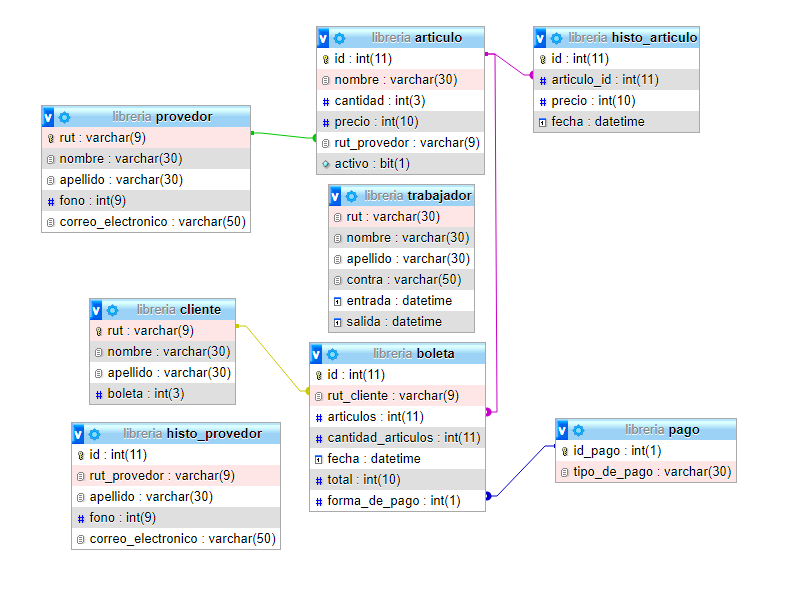 v libreria articulo
id : int(11)
nombre : varchar(30)
# cantidad : int(3)
# precio : int(10)
rut_provedor : varchar(9)
activo : bit(1)
v libreria histo_articulo
id : int(11)
# articulo_id : int(11)
# precio : int(10)
fecha : datetime
v libreria provedor
rut : varchar(9)
nombre : varchar(30)
apellido : varchar(30)
# fono : int(9)
correo_electronico : varchar(50)
v libreria trabajador
rut : varchar(30)
nombre : varchar(30)
apellido : varchar(30)
contra : varchar(50)
entrada : datetime
salida : datetime
v libreria cliente
rut : varchar(9)
nombre : varchar(30)
apellido : varchar(30)
# boleta : int(3)
v libreria boleta
id : int(11)
rut_cliente : varchar(9)
# articulos : int(11)
# cantidad_articulos : int(11)
fecha : datetime
# total : int(10)
# forma_de_pago : int(1)
v libreria histo_provedor
id : int(11)
rut_provedor : varchar(9)
apellido : varchar(30)
# fono : int(9)
correo_electronico : varchar(50)
v libreria pago
id_pago : int(1)
tipo_de_pago : varchar(30)